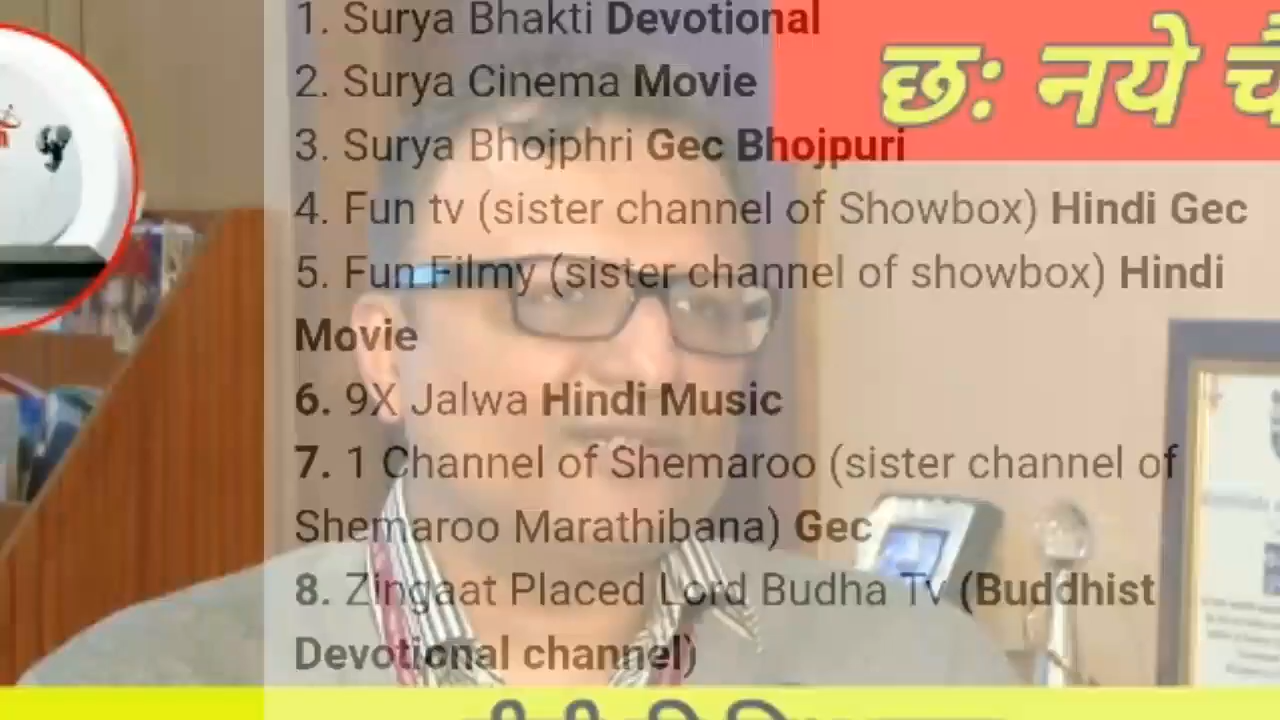 1. Surya Bhakti Devotional
2. Surya Cinema Movie
छः नये
3. Surya Bhojphri Gec Bhojpuri
4. Fun tv (sister channel of Showbox) Hindi Gec
5. Fun Filmy (sister channel of showbox) Hindi
Movie
6. 9X Jalwa Hindi Music
7. 1 Channel of Shemaroo (sister channel of
Shemaroo Marathibana) Gec
8. Zingaat Placed Lord Budha Tv (Buddhist
Devotional channel)